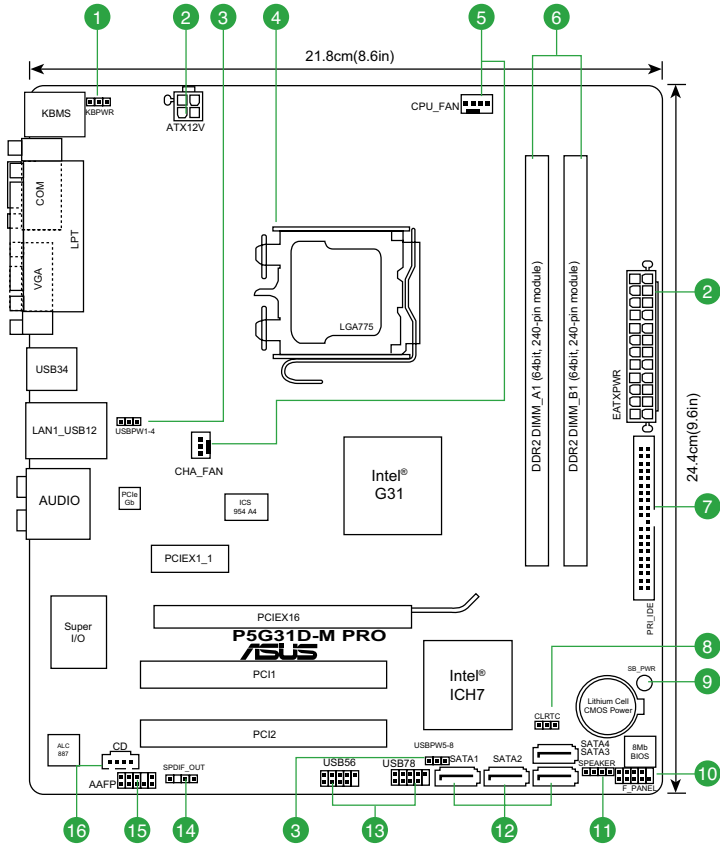 1
2
3
4
5
6
21.8cm(8.6in)
KBMS
KBPWR
ATX12V
CPU_FAN
COM
LPT
VGA
LGA775
DDR2 DIMM_A1 (64bit, 240-pin module)
DDR2 DIMM_B1 (64bit, 240-pin module)
EATXPWR
2
24.4cm(9.6in)
USB34
LAN1_USB12
USBPW1-4
CHA_FAN
Intel®
G31
AUDIO
PCIe
Gb
ICS
954 A4
7
PRI_IDE
PCIEX1_1
PCIEX16
Super
I/O
P5G31D-M PRO
ASUS
PCI1
Intel®
ICH7
8
SB_PWR
9
Lithium Cell
CMOS Power
CLRTC
PCI2
ALC
887
CD
AAFP
SPDIF_OUT
USB56
USB78
USBPW5-8
SATA1
SATA2
SATA4
SATA3
SPEAKER
8Mb
BIOS
F_PANEL
10
16
15
14
3
13
12
11